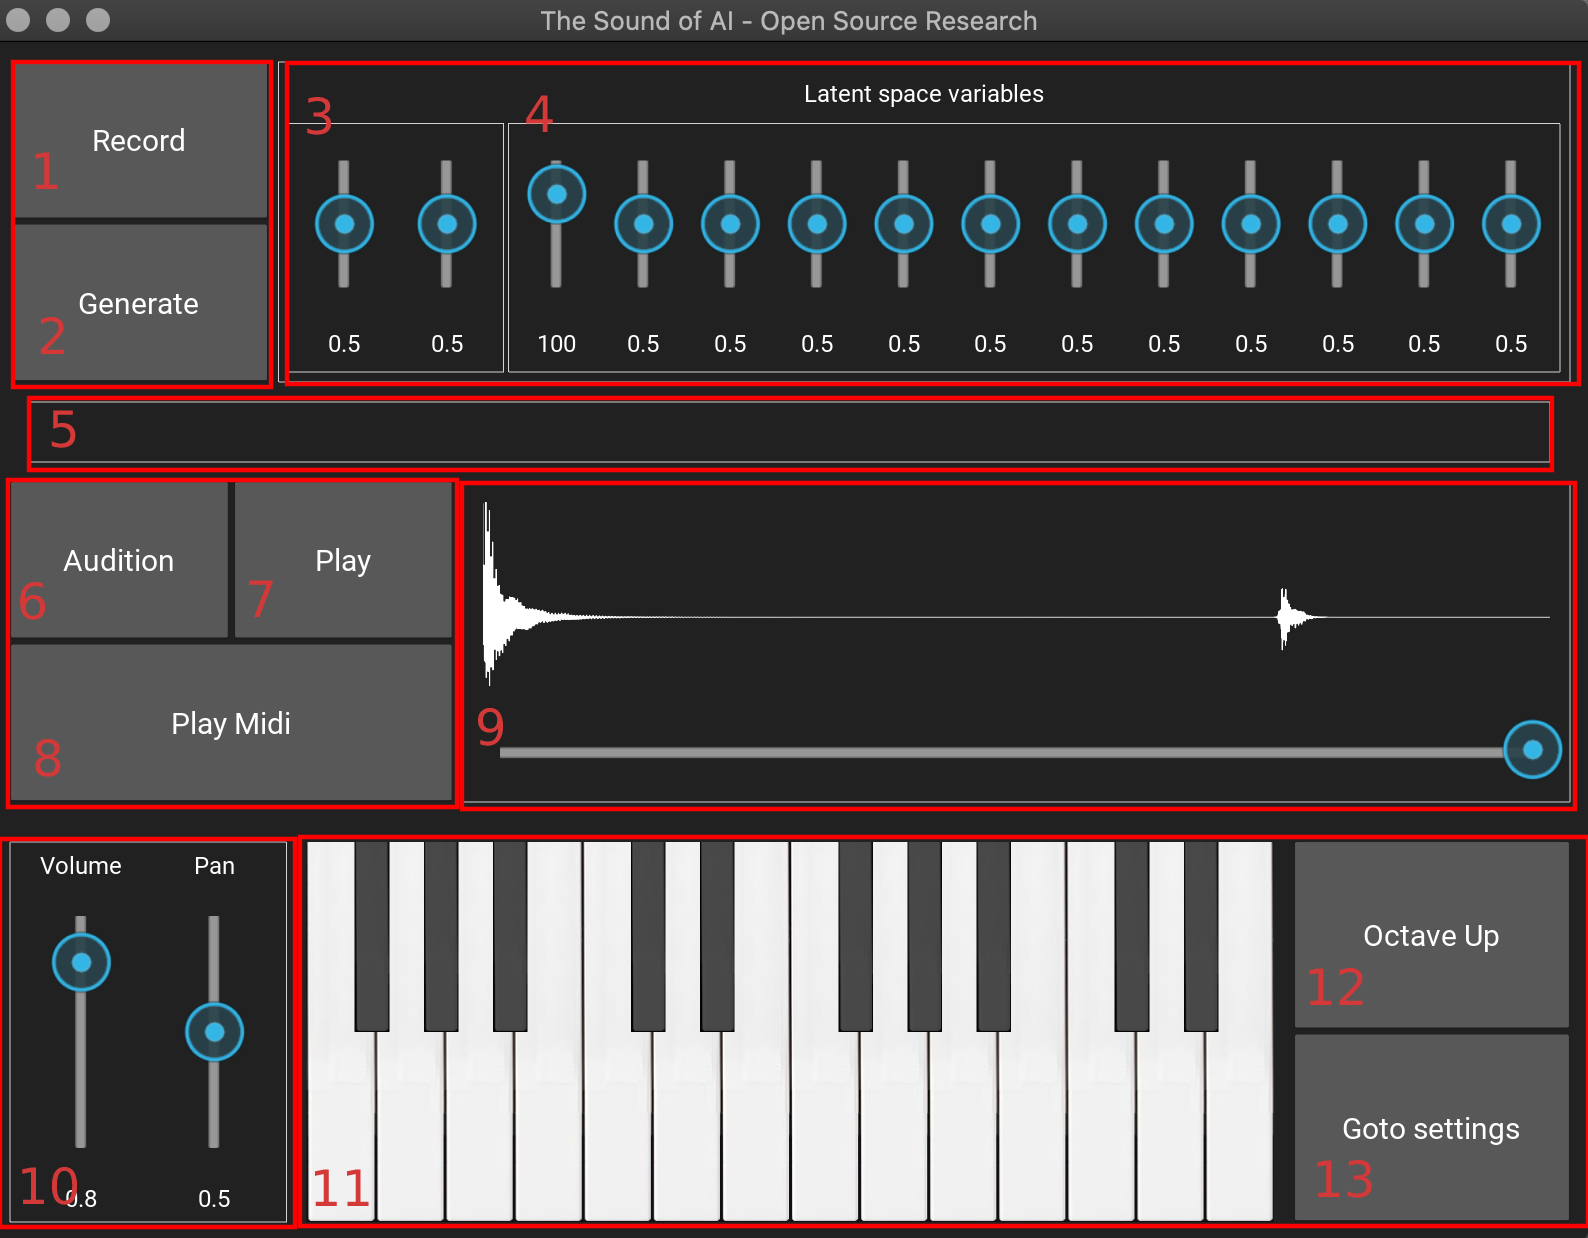 The Sound of AI - Open Source Research
Record
1
Generate
2
Latent space variables
3
4
0.5 0.5 100 0.5 0.5 0.5 0.5 0.5 0.5 0.5 0.5 0.5 0.5 0.5
5
Audition
6
Play
7
Play Midi
8
9
Volume Pan
10
0.8 0.5
11
Octave Up
12
Goto settings
13